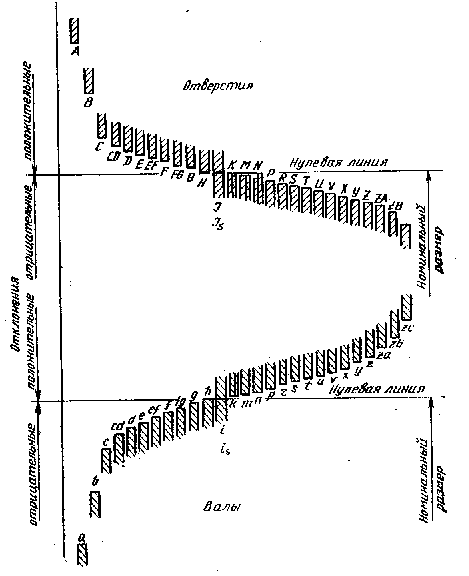 A
B
Отверстия
C CD D E EF F FG B H K M N P R S T U V X Y Z ZA ZB
Нулевая линия
J
Js
положительные
отрицательные
Отклонения
положительные
отрицательные
Номинальный
размер
zc
zb
za
a b c cd d e ef f fg g h k m n p z s t u v x y z
Нулевая линия
i
is
Валы
Номинальный
размер